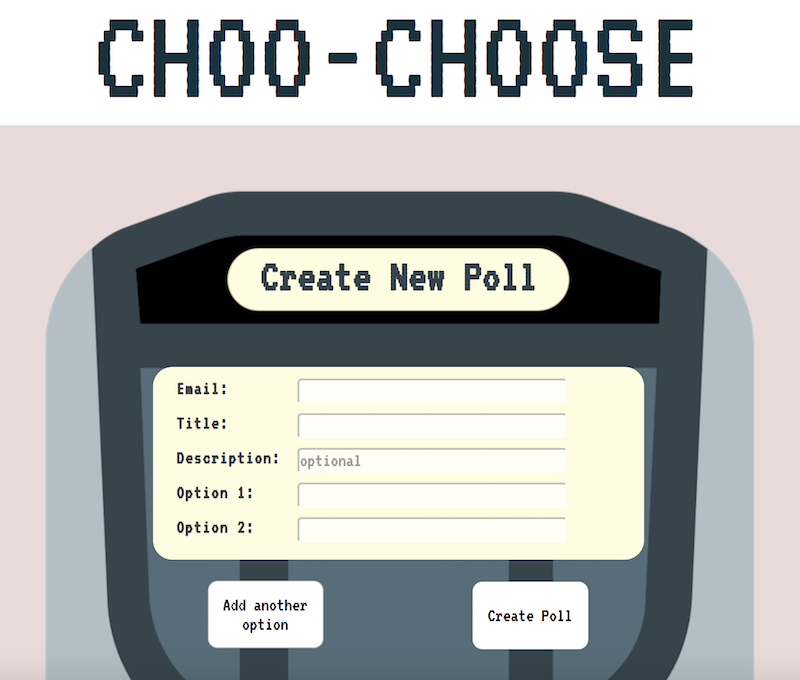 CHOO-CHOOSE
Create New Poll
Email:
Title:
Description: optional
Option 1:
Option 2:
Add another
option
Create Poll